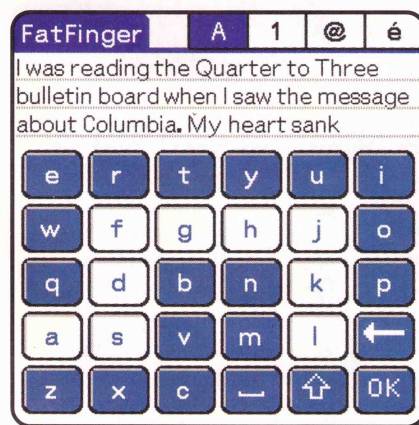 FatFinger A 1 @ é
I was reading the Quarter to Three
bulletin board when I saw the message
about Columbia. My heart sank
e r t y u i
w f g h j o
q d b n k p
a s v m l ←
z x c ⎵ ⇧ OK